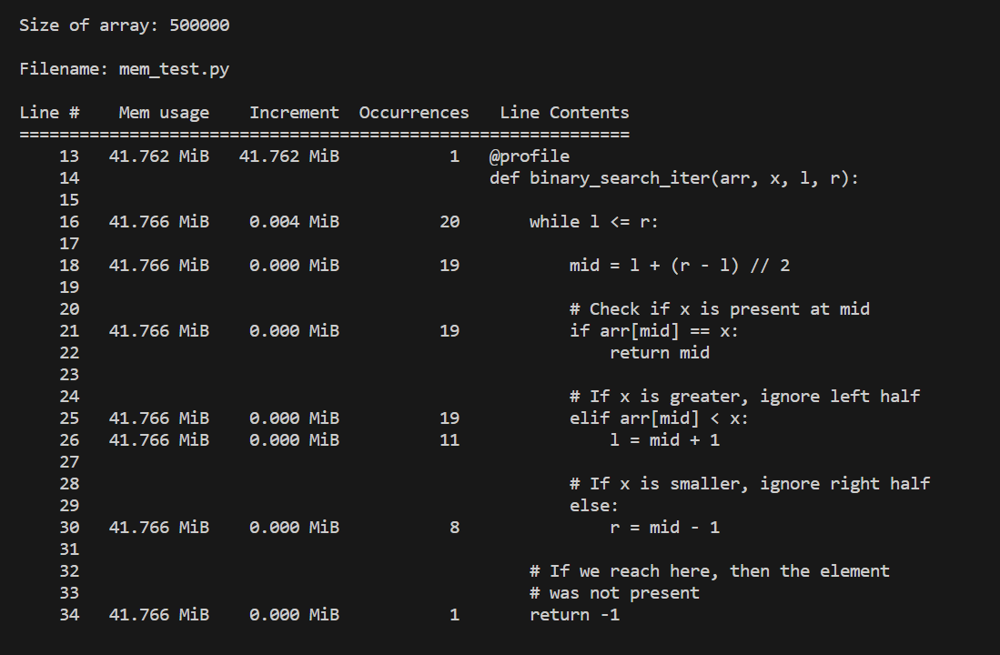 Size of array: 500000
Filename: mem_test.py
Line #    Mem usage    Increment  Occurrences   Line Contents
=============================================================
    13   41.762 MiB   41.762 MiB           1   @profile
    14                                         def binary_search_iter(arr, x, l, r):
    15
    16   41.766 MiB    0.004 MiB          20       while l <= r:
    17
    18   41.766 MiB    0.000 MiB          19           mid = l + (r - l) // 2
    19
    20                                                 # Check if x is present at mid
    21   41.766 MiB    0.000 MiB          19           if arr[mid] == x:
    22                                                     return mid
    23
    24                                                 # If x is greater, ignore left half
    25   41.766 MiB    0.000 MiB          19           elif arr[mid] < x:
    26   41.766 MiB    0.000 MiB          11               l = mid + 1
    27
    28                                                 # If x is smaller, ignore right half
    29                                                 else:
    30   41.766 MiB    0.000 MiB           8               r = mid - 1
    31
    32                                             # If we reach here, then the element
    33                                             # was not present
    34   41.766 MiB    0.000 MiB           1       return -1